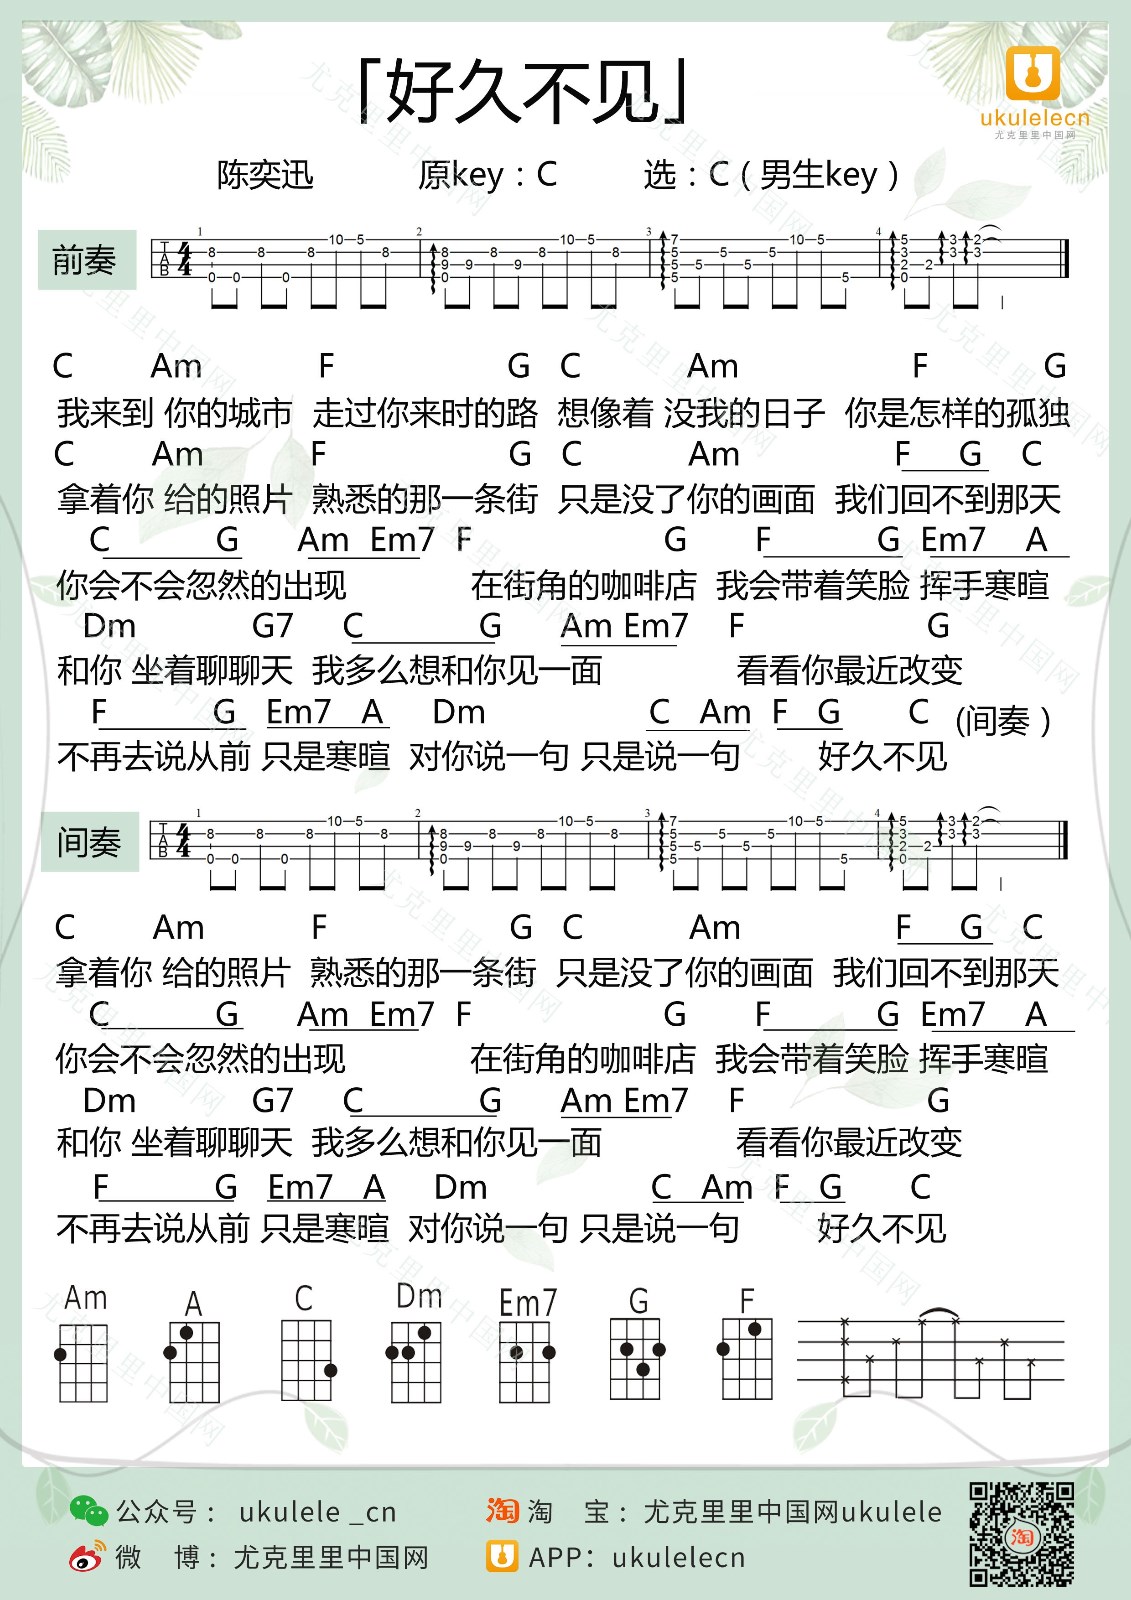 「好久不见」
ukulelecn
尤克里里中国网
陈奕迅 原key：C 选：C（男生key）
前奏
C Am F G C Am F G
我来到 你的城市 走过你来时的路 想像着 没我的日子 你是怎样的孤独
C Am F G C Am F G C
拿着你 给的照片 熟悉的那一条街 只是没了你的画面 我们回不到那天
C G Am Em7 F G F G Em7 A
你会不会忽然的出现 在街角的咖啡店 我会带着笑脸 挥手寒暄
Dm G7 C G Am Em7 F G
和你 坐着聊聊天 我多么想和你见一面 看看你最近改变
F G Em7 A Dm C Am F G C (间奏）
不再去说从前 只是寒暄 对你说一句 只是说一句 好久不见
间奏
C Am F G C Am F G C
拿着你 给的照片 熟悉的那一条街 只是没了你的画面 我们回不到那天
C G Am Em7 F G F G Em7 A
你会不会忽然的出现 在街角的咖啡店 我会带着笑脸 挥手寒暄
Dm G7 C G Am Em7 F G
和你 坐着聊聊天 我多么想和你见一面 看看你最近改变
F G Em7 A Dm C Am F G C
不再去说从前 只是寒暄 对你说一句 只是说一句 好久不见
Am A C Dm Em7 G F
公众号： ukulele _cn
淘 淘 宝：尤克里里中国网ukulele
微 博：尤克里里中国网
APP：ukulelecn
淘